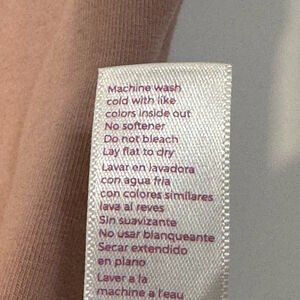 Machine wash
cold with like
colors inside out
No softener
Do not bleach
Lay flat to dry
Lavar en lavadora
con agua fria
con colores similares
lava al reves
Sin suavizante
No usar blanqueante
Secar extendido
en plano
Laver a la
machine a l'eau